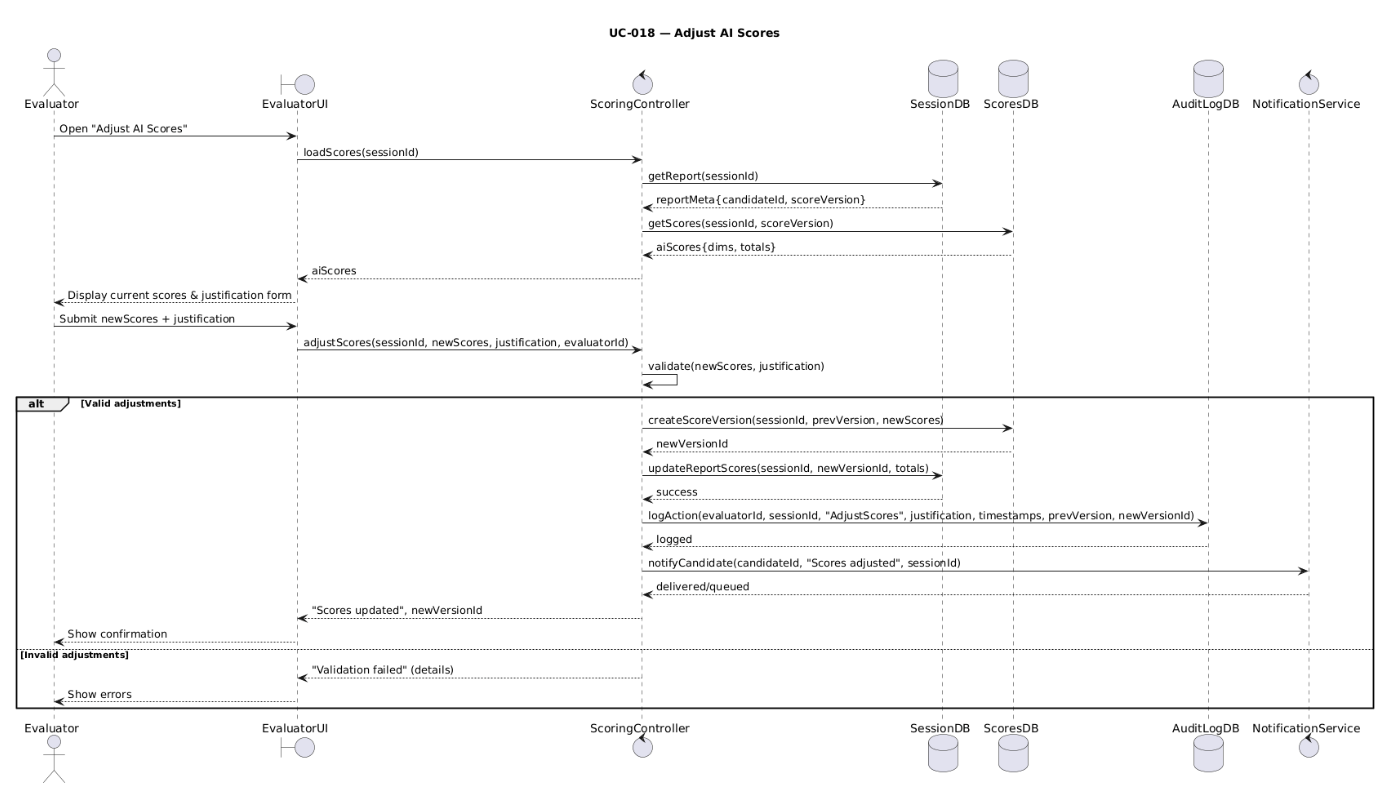 UC-018 — Adjust AI Scores
Evaluator
EvaluatorUI
ScoringController
SessionDB
ScoresDB
AuditLogDB
NotificationService
Open "Adjust AI Scores"
loadScores(sessionId)
getReport(sessionId)
reportMeta{candidateId, scoreVersion}
getScores(sessionId, scoreVersion)
aiScores{dims, totals}
aiScores
Display current scores & justification form
Submit newScores + justification
adjustScores(sessionId, newScores, justification, evaluatorId)
validate(newScores, justification)
alt
[Valid adjustments]
createScoreVersion(sessionId, prevVersion, newScores)
newVersionId
updateReportScores(sessionId, newVersionId, totals)
success
logAction(evaluatorId, sessionId, "AdjustScores", justification, timestamps, prevVersion, newVersionId)
logged
notifyCandidate(candidateId, "Scores adjusted", sessionId)
delivered/queued
"Scores updated", newVersionId
Show confirmation
[Invalid adjustments]
"Validation failed" (details)
Show errors
Evaluator
EvaluatorUI
ScoringController
SessionDB
ScoresDB
AuditLogDB
NotificationService